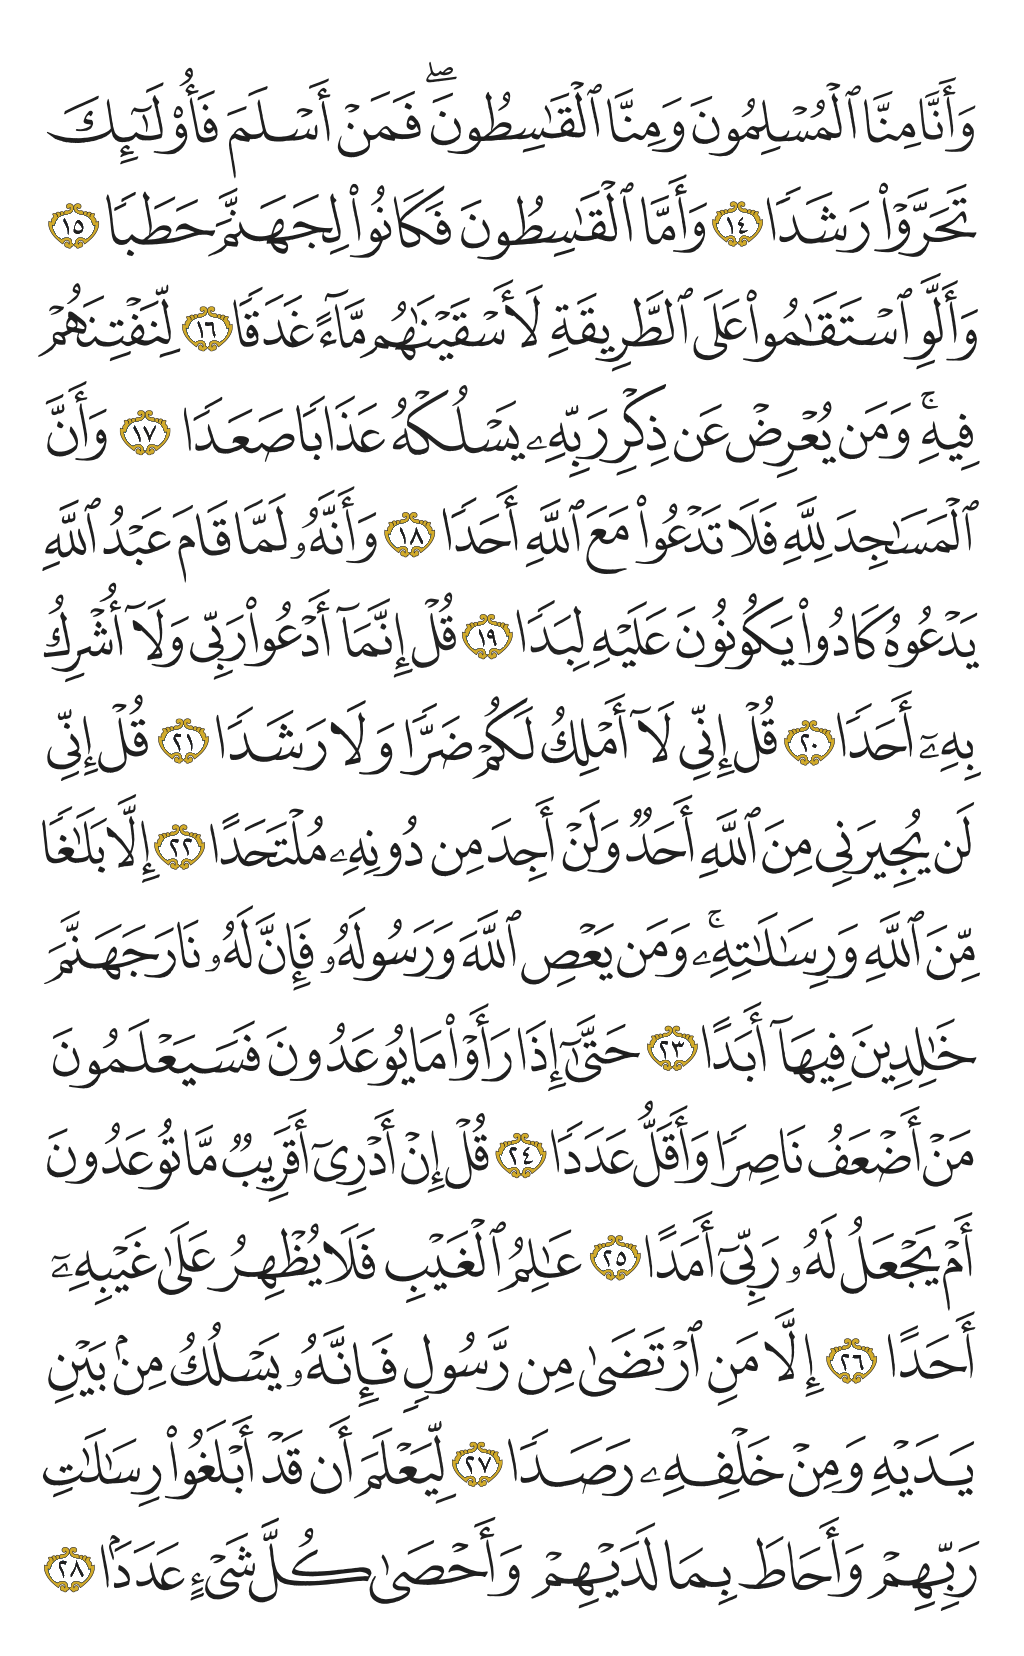 وَأَنَّا مِنَّا ٱلْمُسْلِمُونَ وَمِنَّا ٱلْقَٰسِطُونَ ۖ فَمَنْ أَسْلَمَ فَأُو۟لَٰٓئِكَ
تَحَرَّوْا۟ رَشَدًا ١٤ وَأَمَّا ٱلْقَٰسِطُونَ فَكَانُوا۟ لِجَهَنَّمَ حَطَبًا ١٥
وَأَلَّوِ ٱسْتَقَٰمُوا۟ عَلَى ٱلطَّرِيقَةِ لَأَسْقَيْنَٰهُم مَّآءً غَدَقًا ١٦ لِّنَفْتِنَهُمْ
فِيهِ ۚ وَمَن يُعْرِضْ عَن ذِكْرِ رَبِّهِۦ يَسْلُكْهُ عَذَابًا صَعَدًا ١٧ وَأَنَّ
ٱلْمَسَٰجِدَ لِلَّهِ فَلَا تَدْعُوا۟ مَعَ ٱللَّهِ أَحَدًا ١٨ وَأَنَّهُۥ لَمَّا قَامَ عَبْدُ ٱللَّهِ
يَدْعُوهُ كَادُوا۟ يَكُونُونَ عَلَيْهِ لِبَدًا ١٩ قُلْ إِنَّمَآ أَدْعُوا۟ رَبِّى وَلَآ أُشْرِكُ
بِهِۦٓ أَحَدًا ٢٠ قُلْ إِنِّى لَآ أَمْلِكُ لَكُمْ ضَرًّا وَلَا رَشَدًا ٢١ قُلْ إِنِّى
لَن يُجِيرَنِى مِنَ ٱللَّهِ أَحَدٌ وَلَنْ أَجِدَ مِن دُونِهِۦ مُلْتَحَدًا ٢٢ إِلَّا بَلَٰغًا
مِّنَ ٱللَّهِ وَرِسَٰلَٰتِهِۦ ۚ وَمَن يَعْصِ ٱللَّهَ وَرَسُولَهُۥ فَإِنَّ لَهُۥ نَارَ جَهَنَّمَ
خَٰلِدِينَ فِيهَآ أَبَدًا ٢٣ حَتَّىٰٓ إِذَا رَأَوْا۟ مَا يُوعَدُونَ فَسَيَعْلَمُونَ
مَنْ أَضْعَفُ نَاصِرًا وَأَقَلُّ عَدَدًا ٢٤ قُلْ إِنْ أَدْرِىٓ أَقَرِيبٌ مَّا تُوعَدُونَ
أَمْ يَجْعَلُ لَهُۥ رَبِّىٓ أَمَدًا ٢٥ عَٰلِمُ ٱلْغَيْبِ فَلَا يُظْهِرُ عَلَىٰ غَيْبِهِۦٓ
أَحَدًا ٢٦ إِلَّا مَنِ ٱرْتَضَىٰ مِن رَّسُولٍ فَإِنَّهُۥ يَسْلُكُ مِنۢ بَيْنِ
يَدَيْهِ وَمِنْ خَلْفِهِۦ رَصَدًا ٢٧ لِّيَعْلَمَ أَن قَدْ أَبْلَغُوا۟ رِسَٰلَٰتِ
رَبِّهِمْ وَأَحَاطَ بِمَا لَدَيْهِمْ وَأَحْصَىٰ كُلَّ شَىْءٍ عَدَدًۢا ٢٨